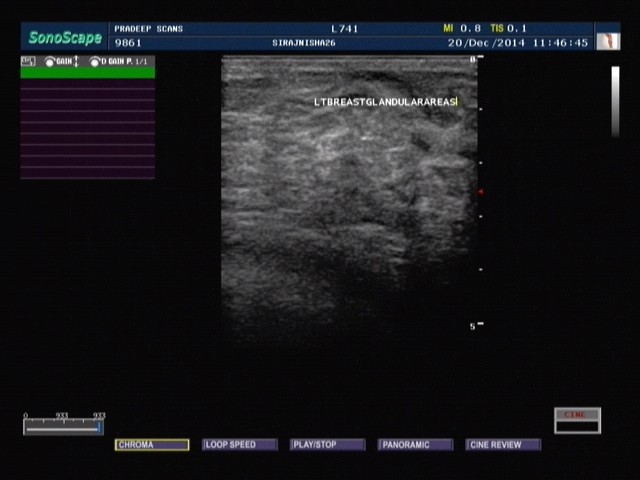 SonoScape
PRADEEP SCANS L741 MI 0.8 TIS 0.1
9861 SIRAJNISHA26 20/Dec /2014 11:46:45
GAIN D GAIN P. 1/1
0
LTBREASTGLANDULARAREAS
5
0 933 933
CINE
CHROMA LOOP SPEED PLAY/STOP PANORAMIC CINE REVIEW